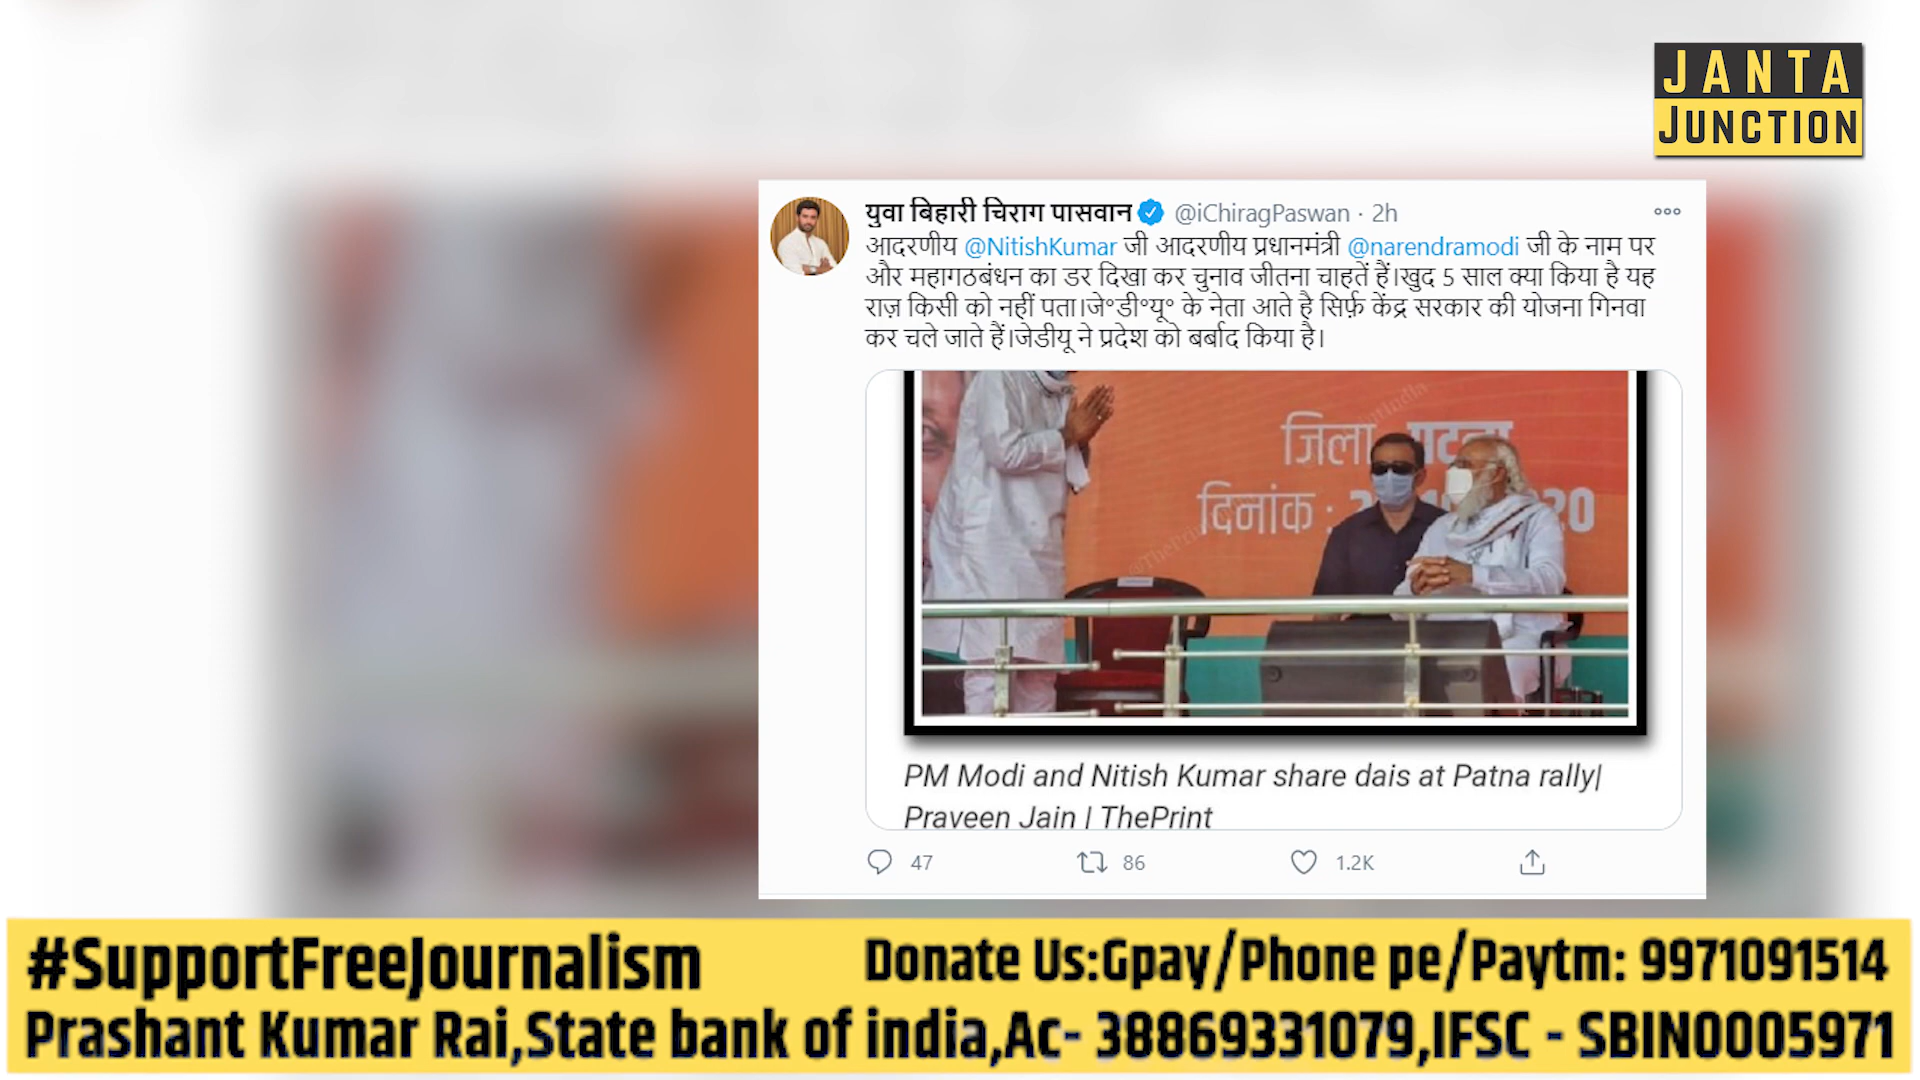 JANTA
JUNCTION
युवा बिहारी चिराग पासवान @iChiragPaswan · 2h
आदरणीय @NitishKumar जी आदरणीय प्रधानमंत्री @narendramodi जी के नाम पर
और महागठबंधन का डर दिखा कर चुनाव जीतना चाहतें हैं।खुद 5 साल क्या किया है यह
राज़ किसी को नहीं पता।जे°डी°यू° के नेता आते है सिर्फ़ केंद्र सरकार की योजना गिनवा
कर चले जाते हैं।जेडीयू ने प्रदेश को बर्बाद किया है।
जिला
दिनांक :
PM Modi and Nitish Kumar share dais at Patna rally|
Praveen Jain | ThePrint
47 86 1.2K
#SupportFreeJournalism Donate Us:Gpay/Phone pe/Paytm: 9971091514
Prashant Kumar Rai,State bank of india,Ac- 38869331079,IFSC - SBIN0005971